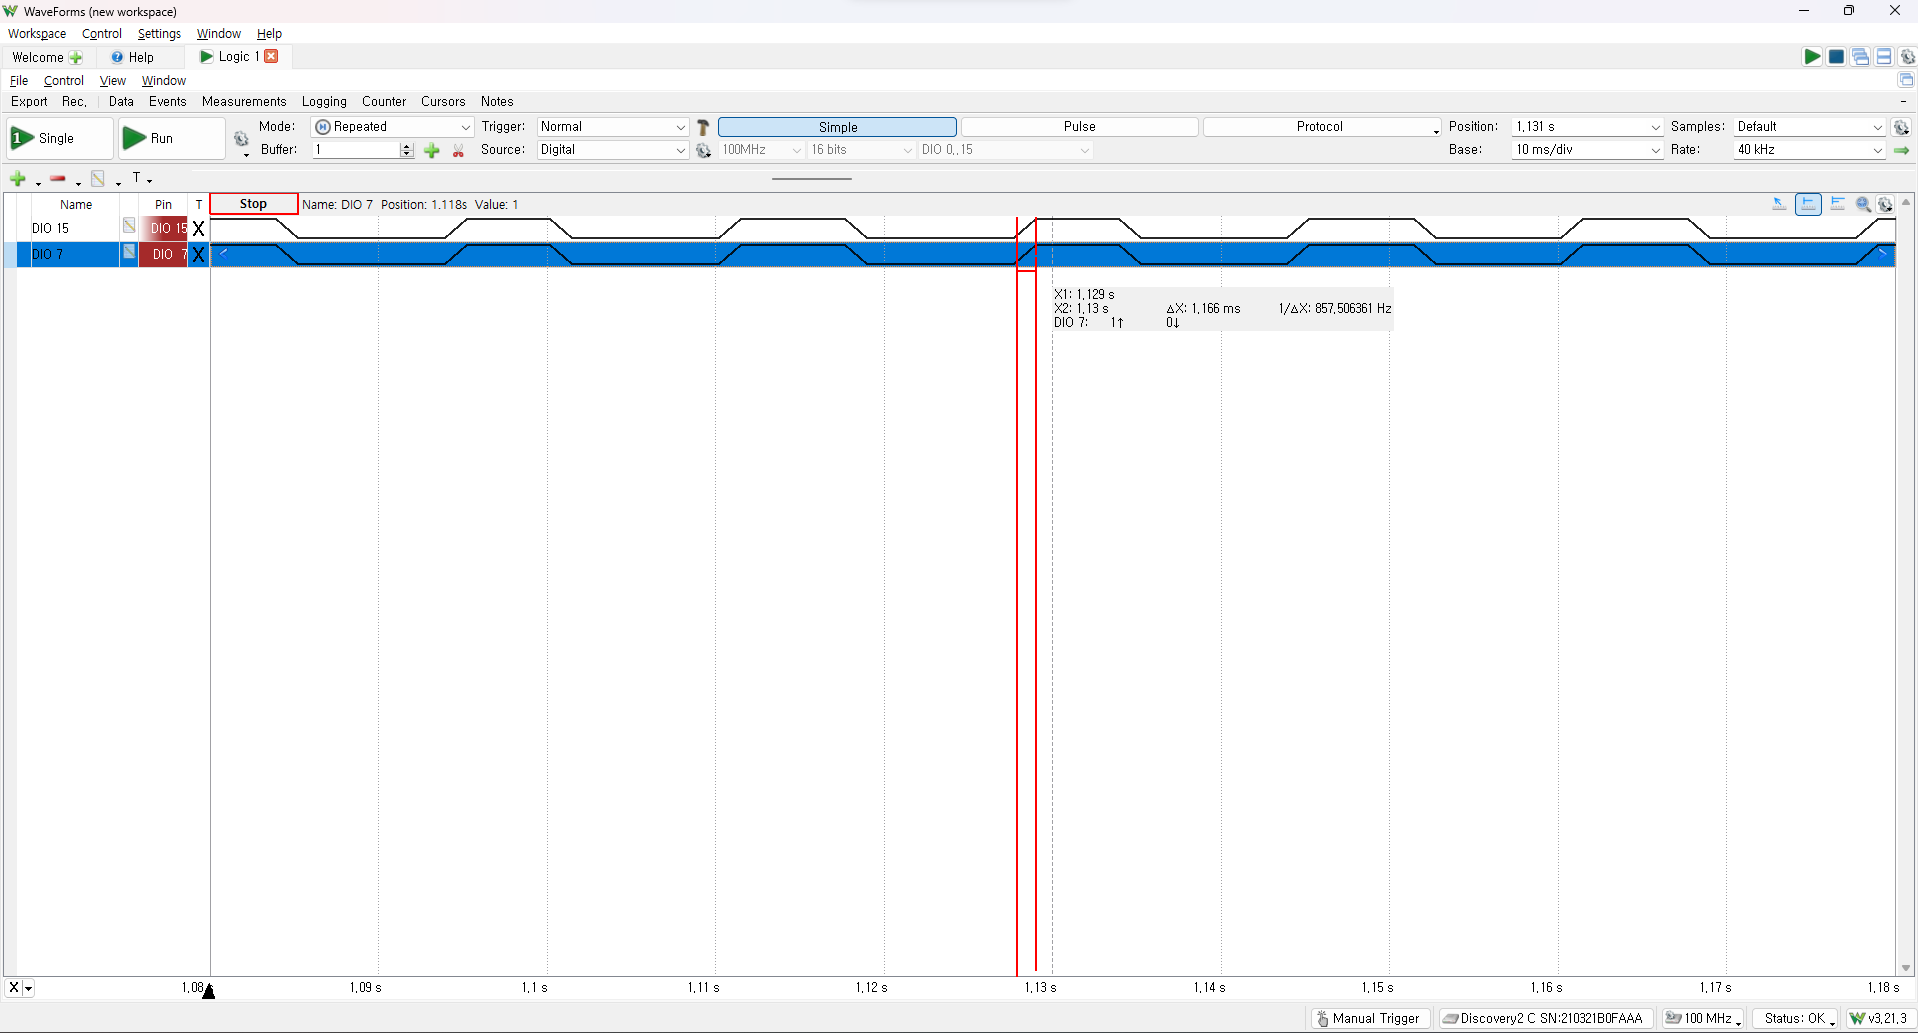 WaveForms (new workspace)
Workspace Control Settings Window Help
Welcome Help Logic 1
File Control View Window
Export Rec. Data Events Measurements Logging Counter Cursors Notes
Single Run Mode: Repeated Trigger: Normal Simple Pulse Protocol Position: 1.131 s Samples: Default
Buffer: 1 Source: Digital 100MHz 16 bits DIO 0..15 Base: 10 ms/div Rate: 40 kHz
T
Name Pin T Stop Name: DIO 7 Position: 1.118s Value: 1
DIO 15 DIO 15 X
DIO 7 DIO 7 X
X1: 1.129 s
X2: 1.13 s △X: 1.166 ms 1/△X: 857.506361 Hz
DIO 7: 1↑ 0↓
X 1.08 s 1.09 s 1.1 s 1.11 s 1.12 s 1.13 s 1.14 s 1.15 s 1.16 s 1.17 s 1.18 s
Manual Trigger Discovery2 C SN:210321B0FAAA 100 MHz Status: OK v3.21.3